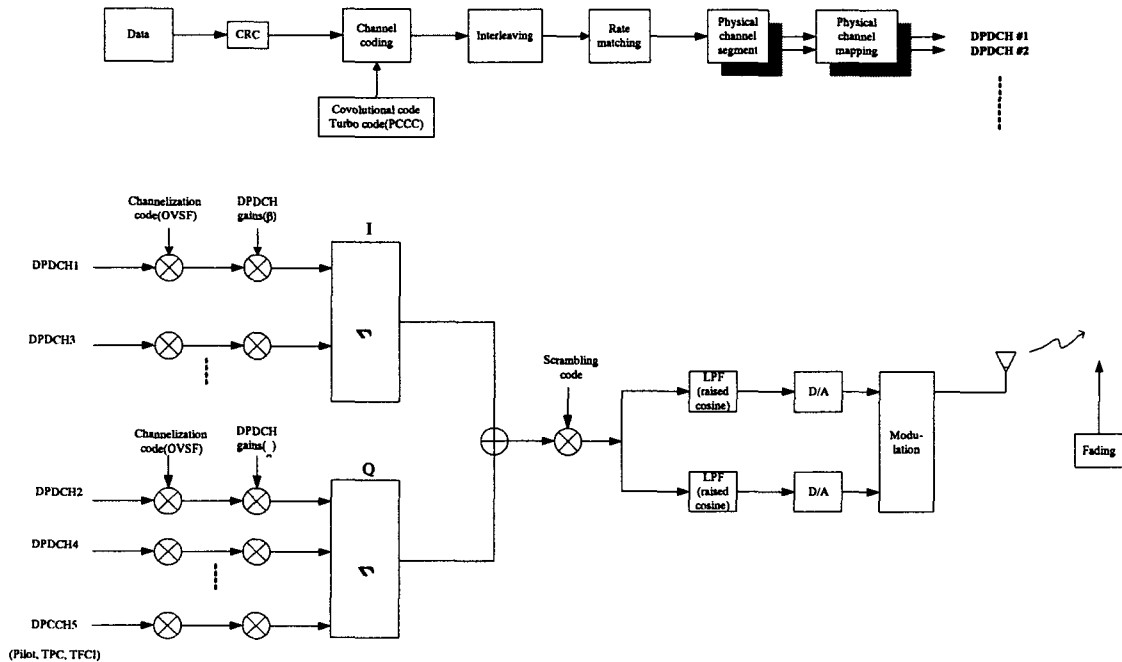 Data
CRC
Channel
coding
Interleaving
Rate
matching
Physical
channel
segment
Physical
channel
mapping
DPDCH #1
DPDCH #2
Covolutional code
Turbo code(PCCC)
Channelization
code(OVSF)
DPDCH
gains(β)
I
DPDCH1
DPDCH3
Scrambling
code
LPF
(raised
cosine)
D/A
Modu-
lation
Fading
Channelization
code(OVSF)
DPDCH
gains( )
Q
DPDCH2
DPDCH4
DPCCH5
(Pilot, TPC, TFCI)
LPF
(raised
cosine)
D/A